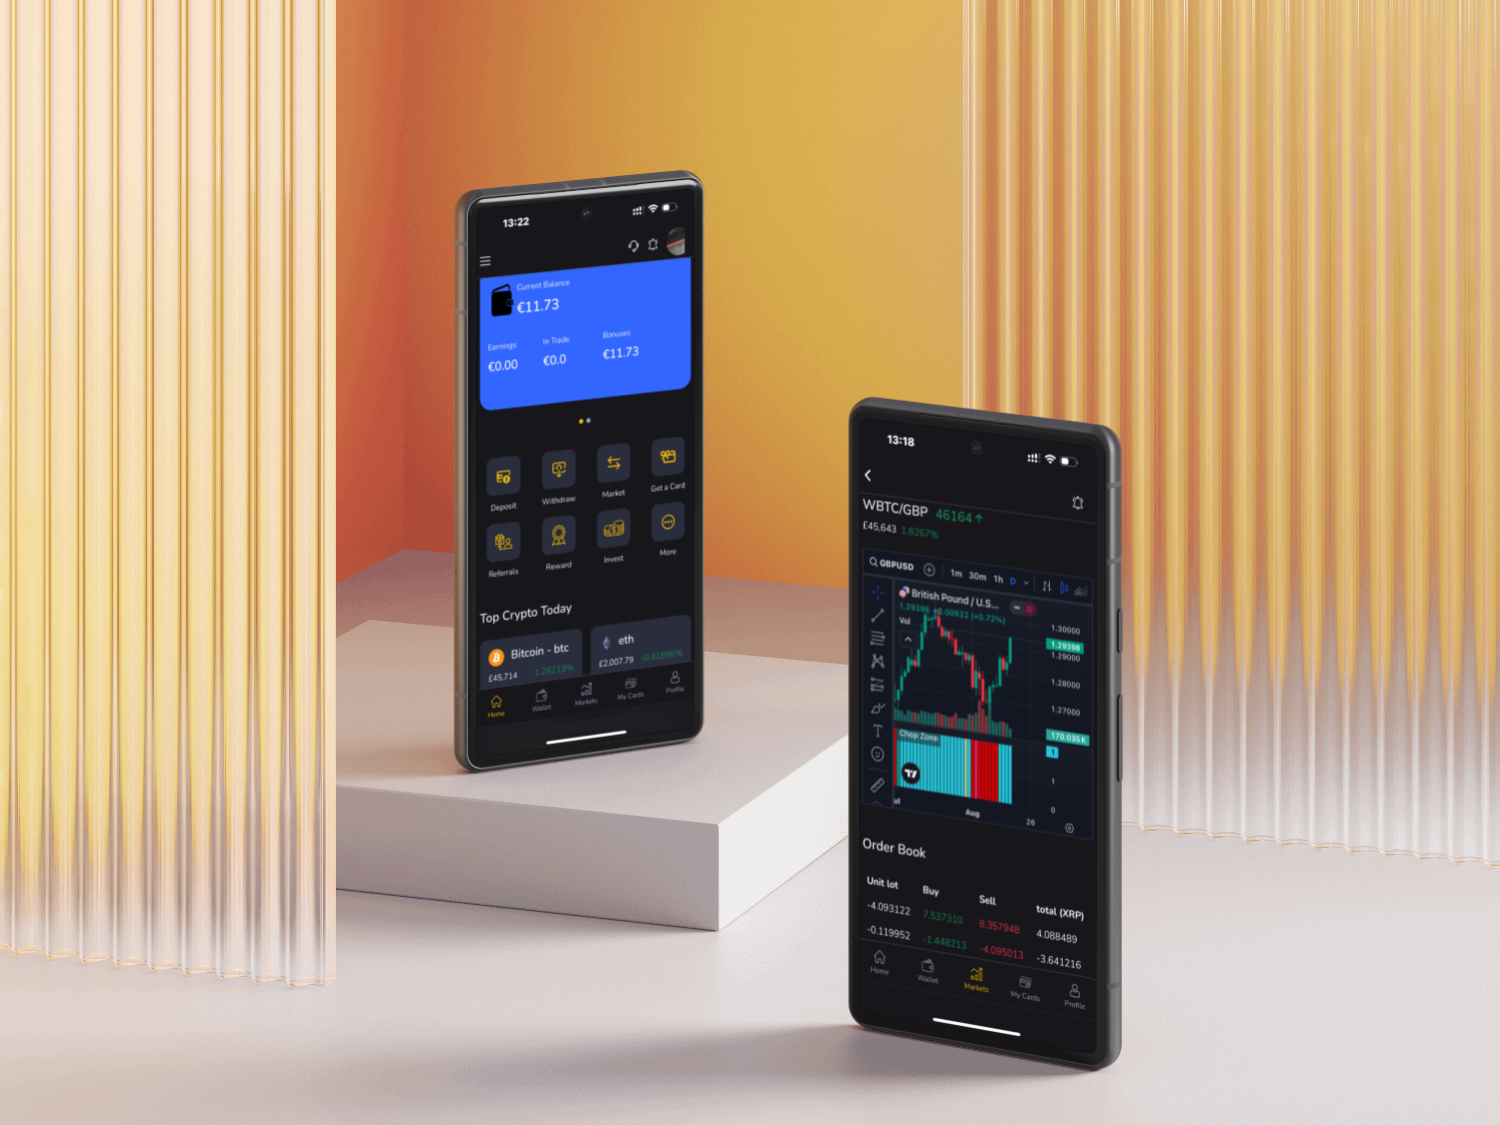 13:22
Current Balance
€11.73
Earnings In Trade Bonuses
€0.00 €0.0 €11.73
Deposit Withdraw Market Get a Card
Referrals Reward Invest More
Top Crypto Today
Bitcoin - btc eth
£45,714 1.28219% £2,007.79 -0.41896%
Home Wallet Markets My Cards Profile
13:18
WBTC/GBP 46164↑
£45,643 1.8267%
GBPUSD 1m 30m 1h D
British Pound / U.S...
1.29398 +0.00922 (+0.72%)
Vol
1.30000
1.29398
1.29000
1.28000
1.27000
170.035K
Chop Zone
1
1
0
Aug 26
Order Book
Unit lot Buy Sell total (XRP)
-4.093122 7.537310 8.357948 4.088489
-0.119952 -1.448213 -4.095013 -3.641216
Home Wallet Markets My Cards Profile